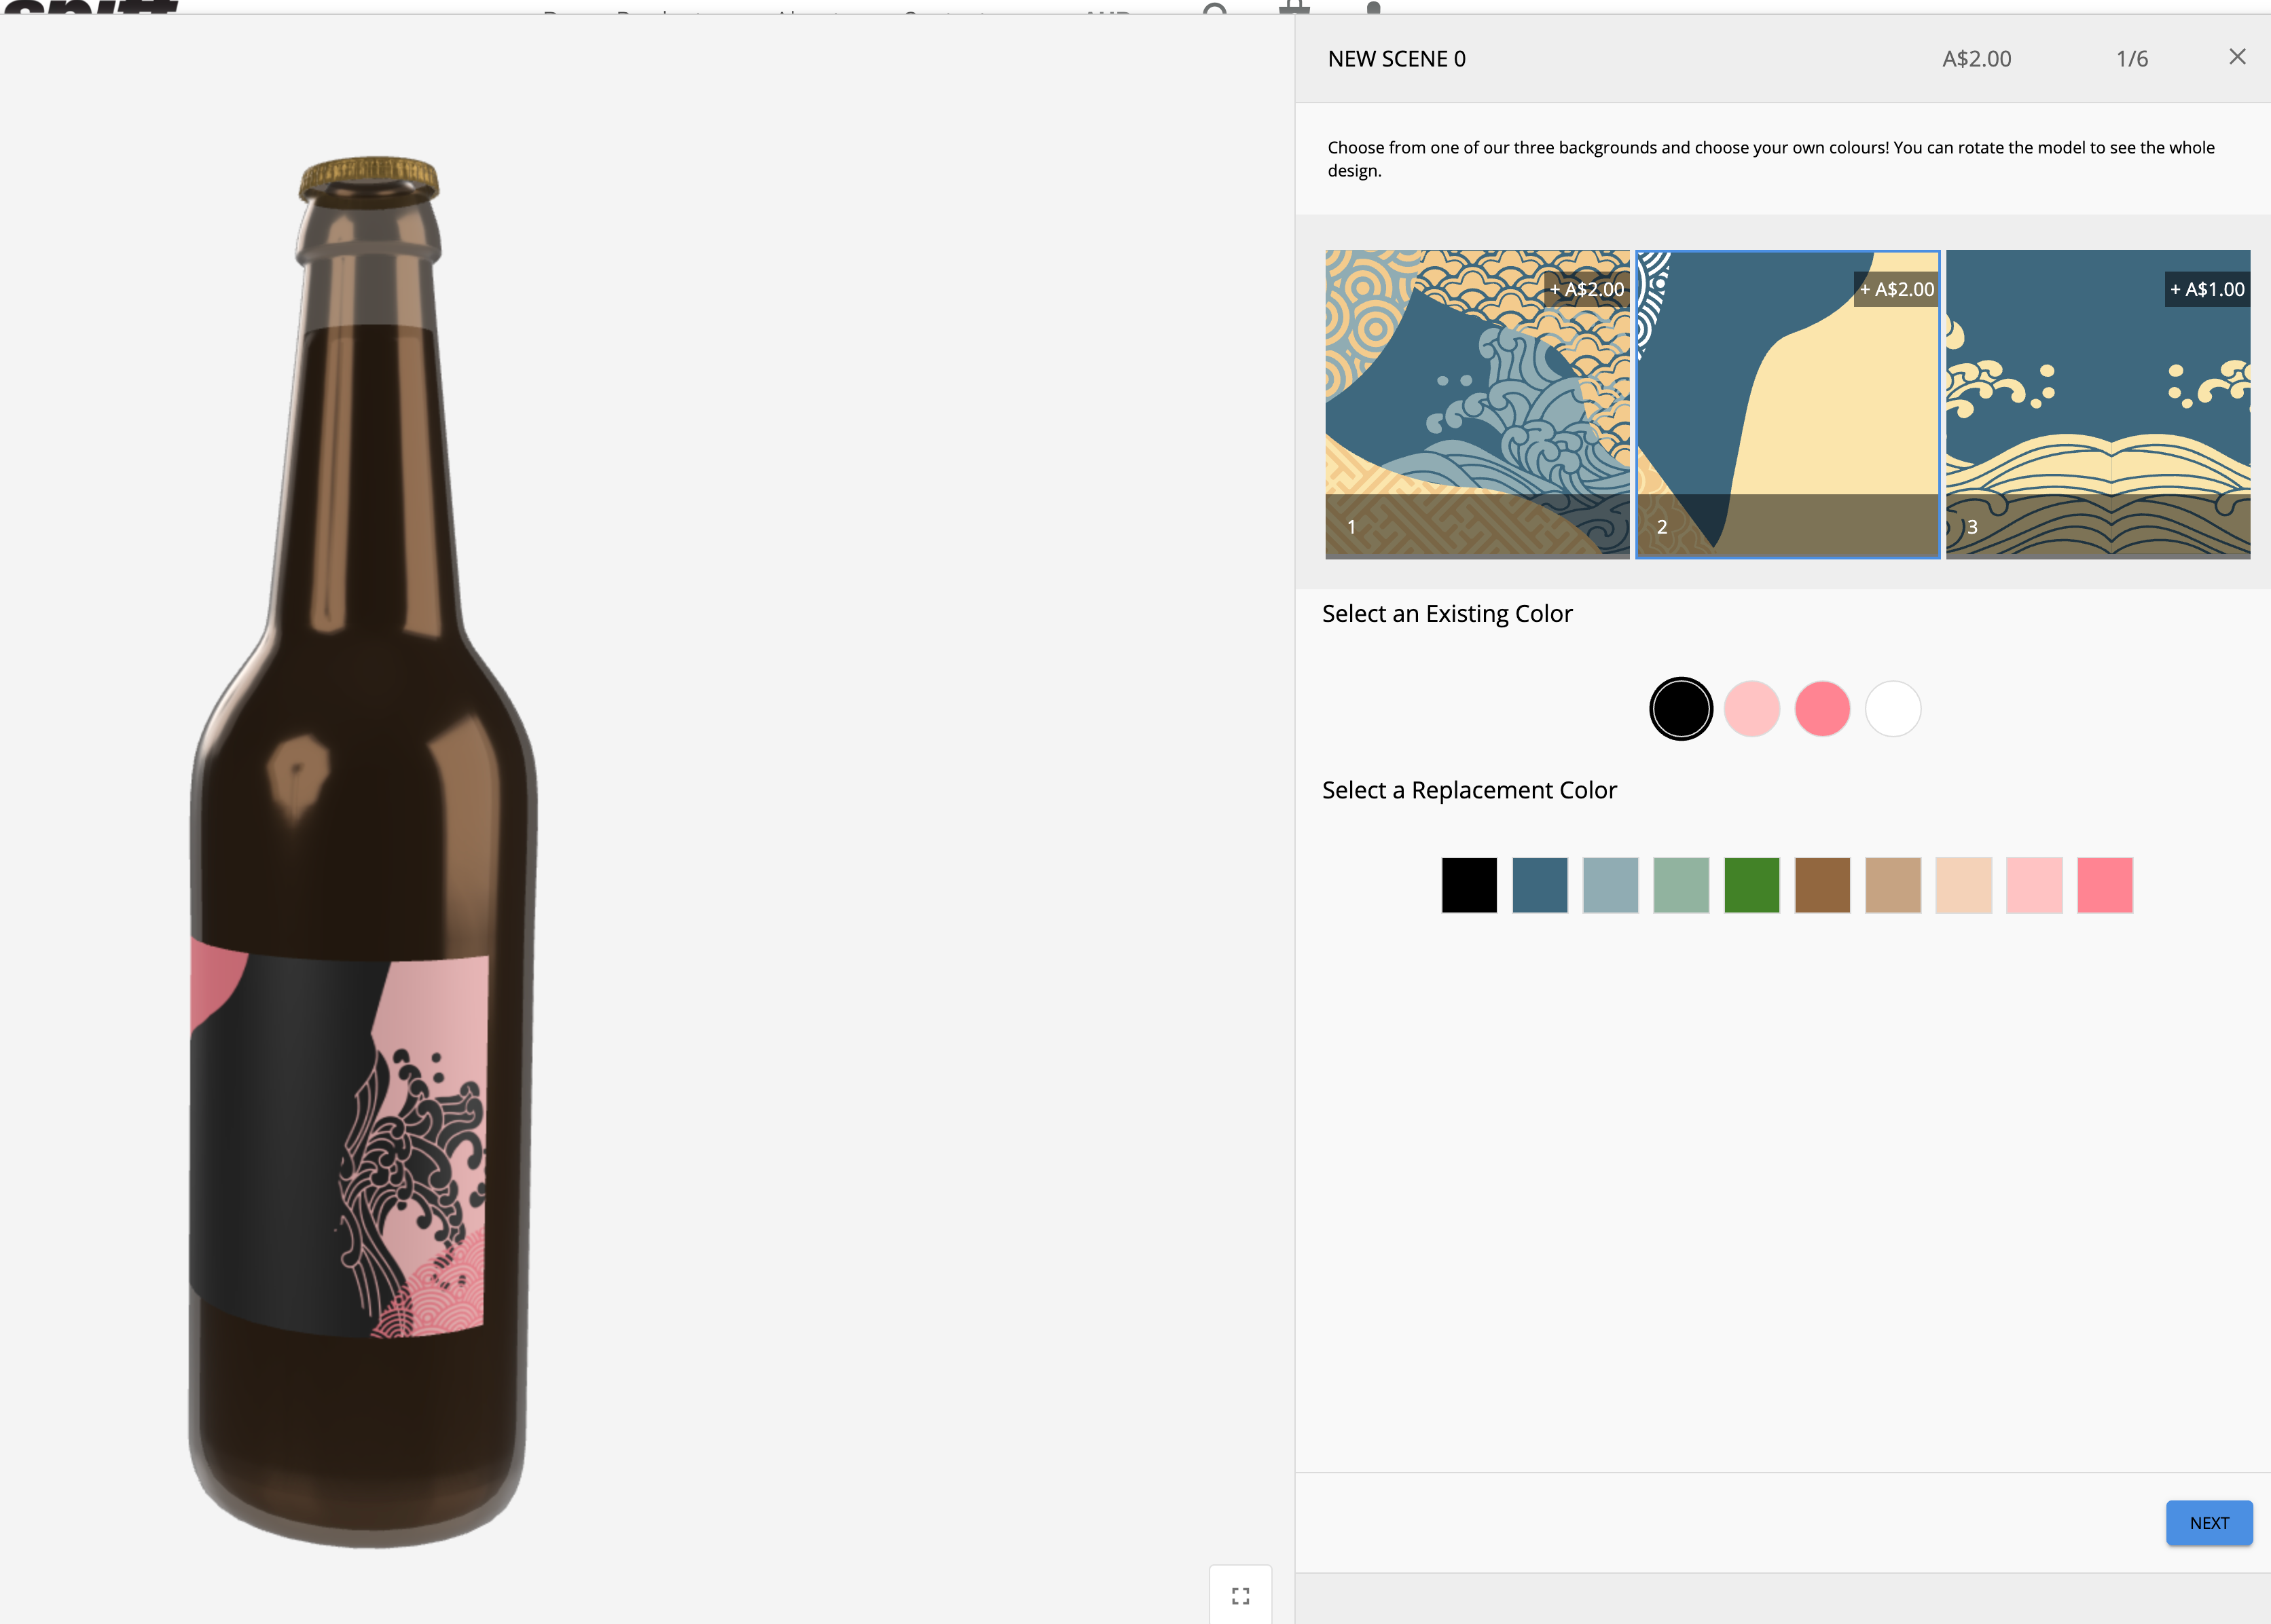 NEW SCENE 0
A$2.00
1/6
Choose from one of our three backgrounds and choose your own colours! You can rotate the model to see the whole
design.
+ A$2.00
+ A$2.00
+ A$1.00
1
2
3
Select an Existing Color
Select a Replacement Color
NEXT